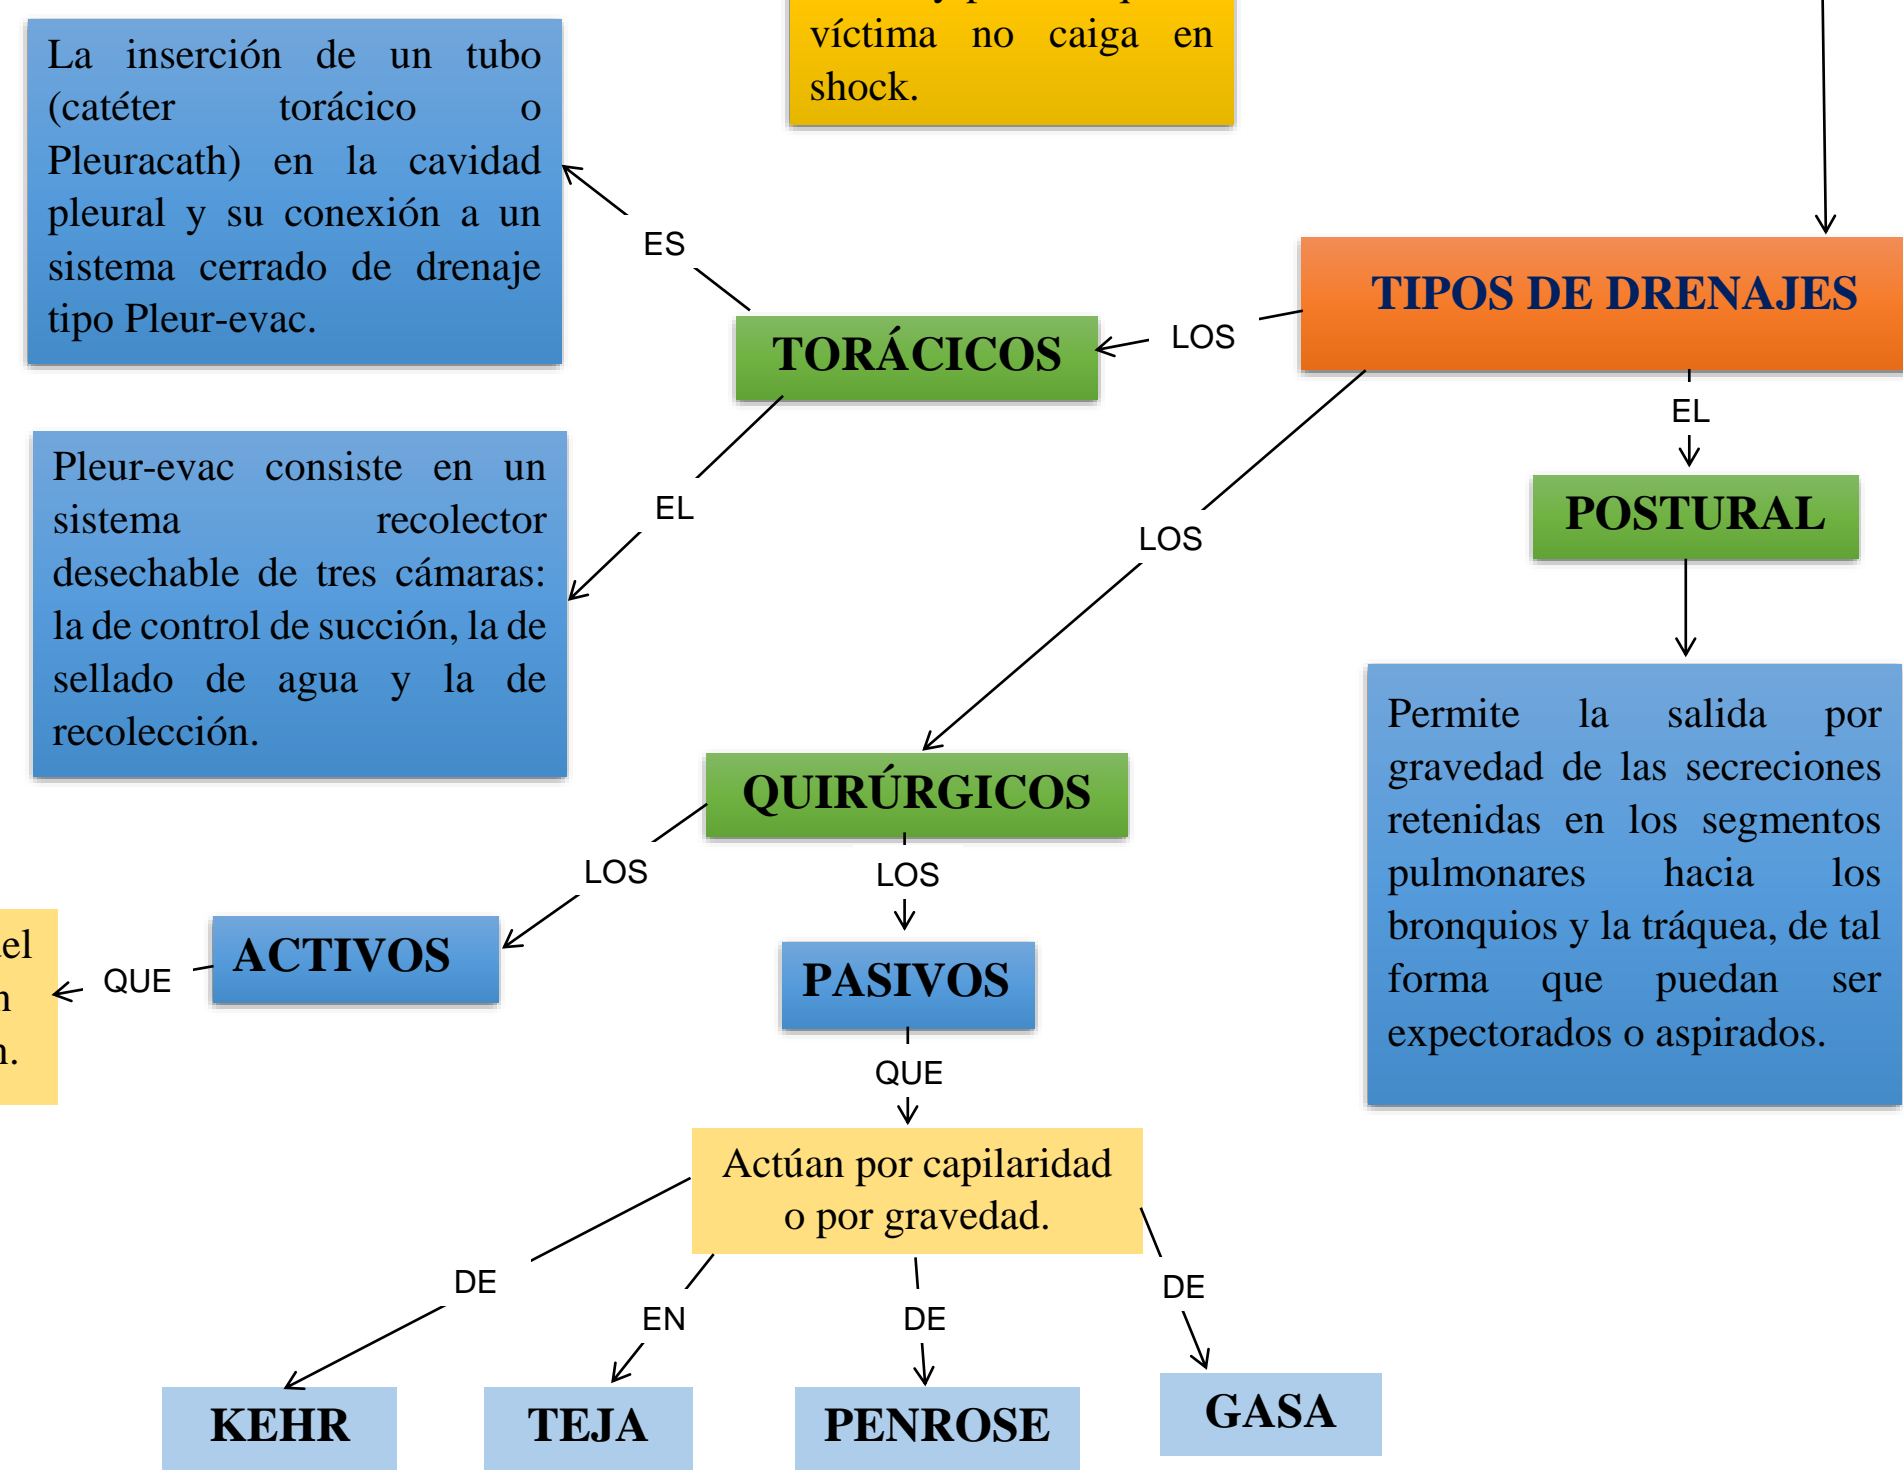 víctima no caiga en
shock.
La inserción de un tubo
(catéter torácico o
Pleuracath) en la cavidad
pleural y su conexión a un
sistema cerrado de drenaje
tipo Pleur-evac.
ES
TIPOS DE DRENAJES
LOS
TORÁCICOS
EL
POSTURAL
Pleur-evac consiste en un
sistema recolector
desechable de tres cámaras:
la de control de succión, la de
sellado de agua y la de
recolección.
EL
LOS
Permite la salida por
gravedad de las secreciones
retenidas en los segmentos
pulmonares hacia los
bronquios y la tráquea, de tal
forma que puedan ser
expectorados o aspirados.
QUIRÚRGICOS
LOS
LOS
QUE
ACTIVOS
PASIVOS
QUE
Actúan por capilaridad
o por gravedad.
DE
EN
DE
DE
KEHR
TEJA
PENROSE
GASA